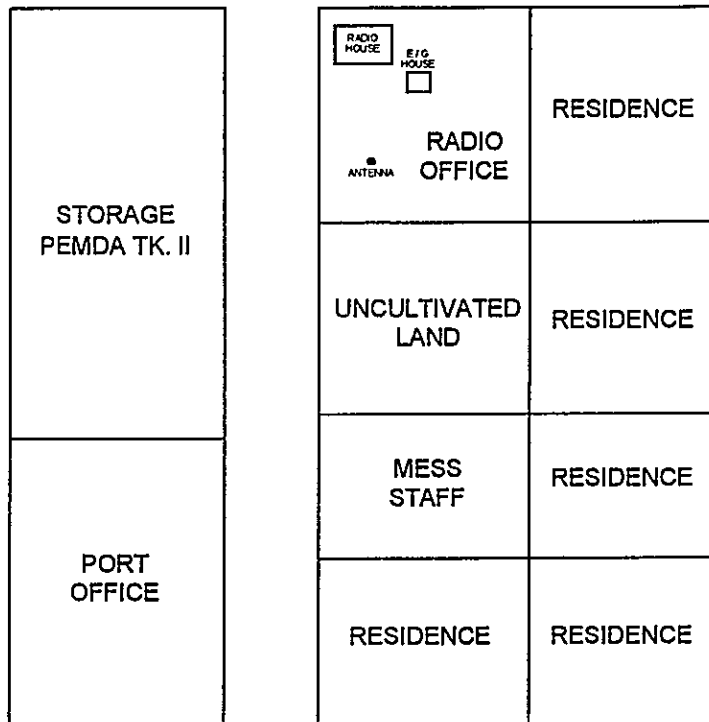 STORAGE
PEMDA TK. II
PORT
OFFICE
RADIO
HOUSE
E / G
HOUSE
ANTENNA
RADIO
OFFICE
RESIDENCE
UNCULTIVATED
LAND
RESIDENCE
MESS
STAFF
RESIDENCE
RESIDENCE
RESIDENCE